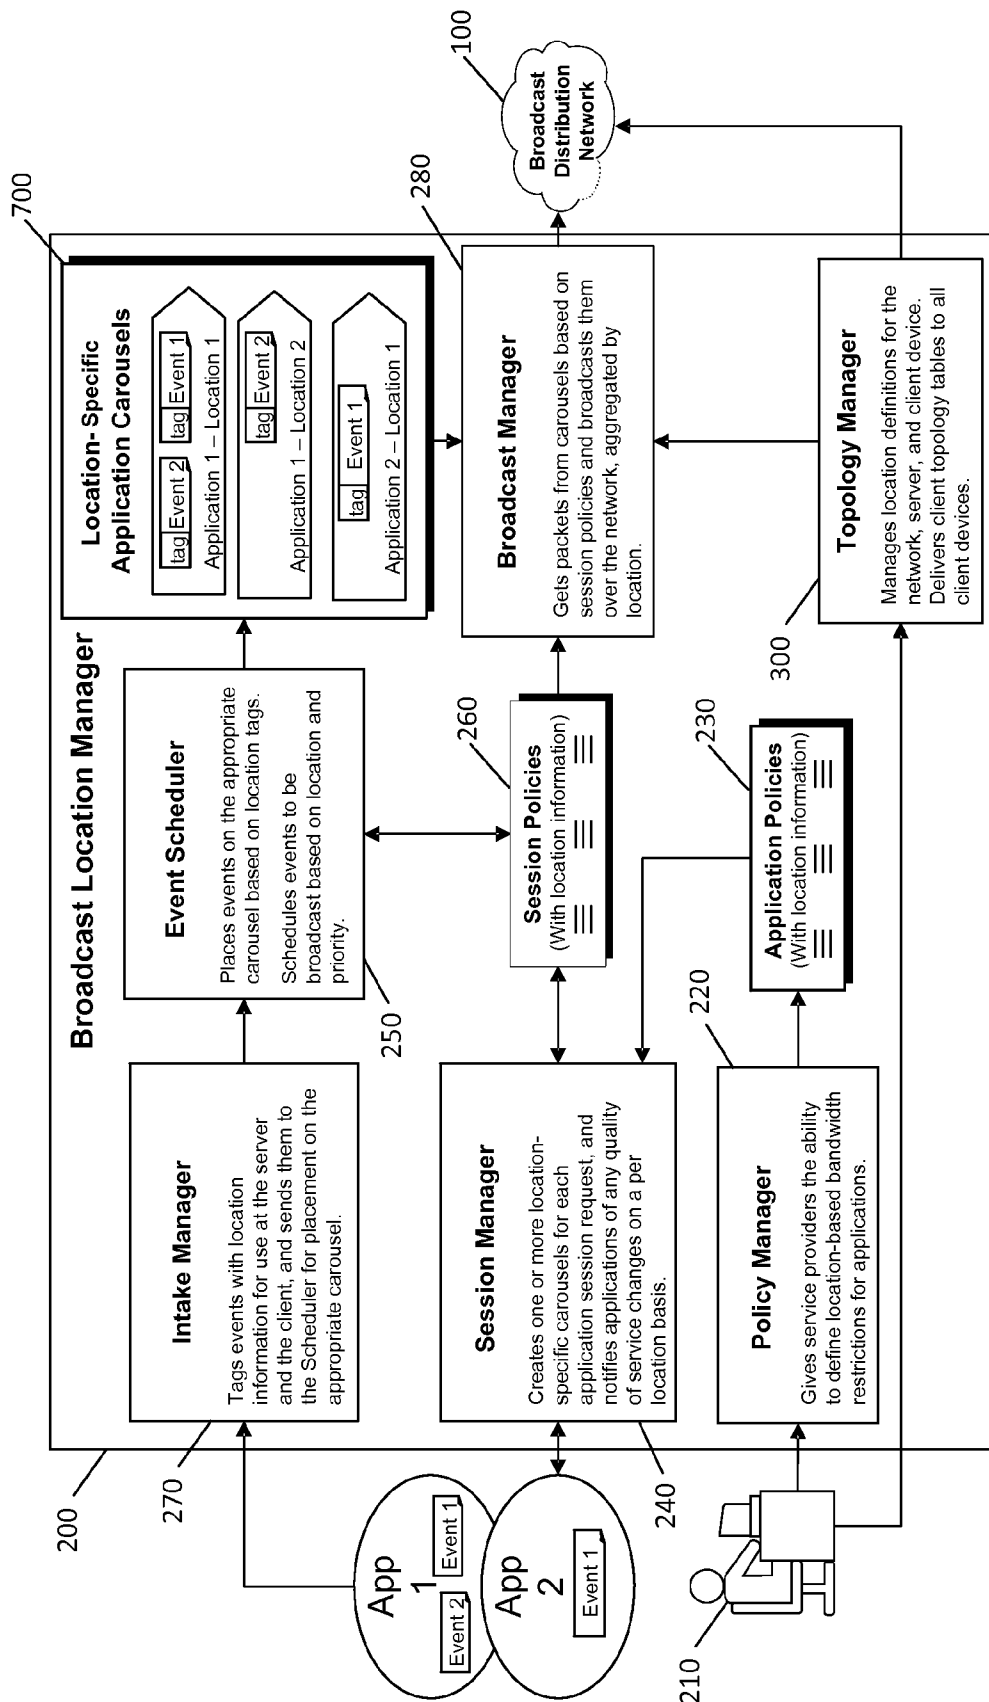 Broadcast Location Manager
200
270
Intake Manager
Tags events with location
information for use at the server
and the client, and sends them to
the Scheduler for placement on the
appropriate carousel.
Event Scheduler
Places events on the appropriate
carousel based on location tags.
Schedules events to be
broadcast based on location and
priority.
250
700
Location-Specific
Application Carousels
tag Event 2
tag Event 1
Application 1 – Location 1
tag Event 2
Application 1 – Location 2
tag Event 1
Application 2 – Location 1
App
1
Event 2
Event 1
App
2
Event 1
240
Session Manager
Creates one or more location-
specific carousels for each
application session request, and
notifies applications of any quality
of service changes on a per
location basis.
260
Session Policies
(With location information)
280
Broadcast Manager
Gets packets from carousels based on
session policies and broadcasts them
over the network, aggregated by
location.
100
Broadcast
Distribution
Network
210
220
Policy Manager
Gives service providers the ability
to define location-based bandwidth
restrictions for applications.
230
Application Policies
(With location information)
300
Topology Manager
Manages location definitions for the
network, server, and client device.
Delivers client topology tables to all
client devices.